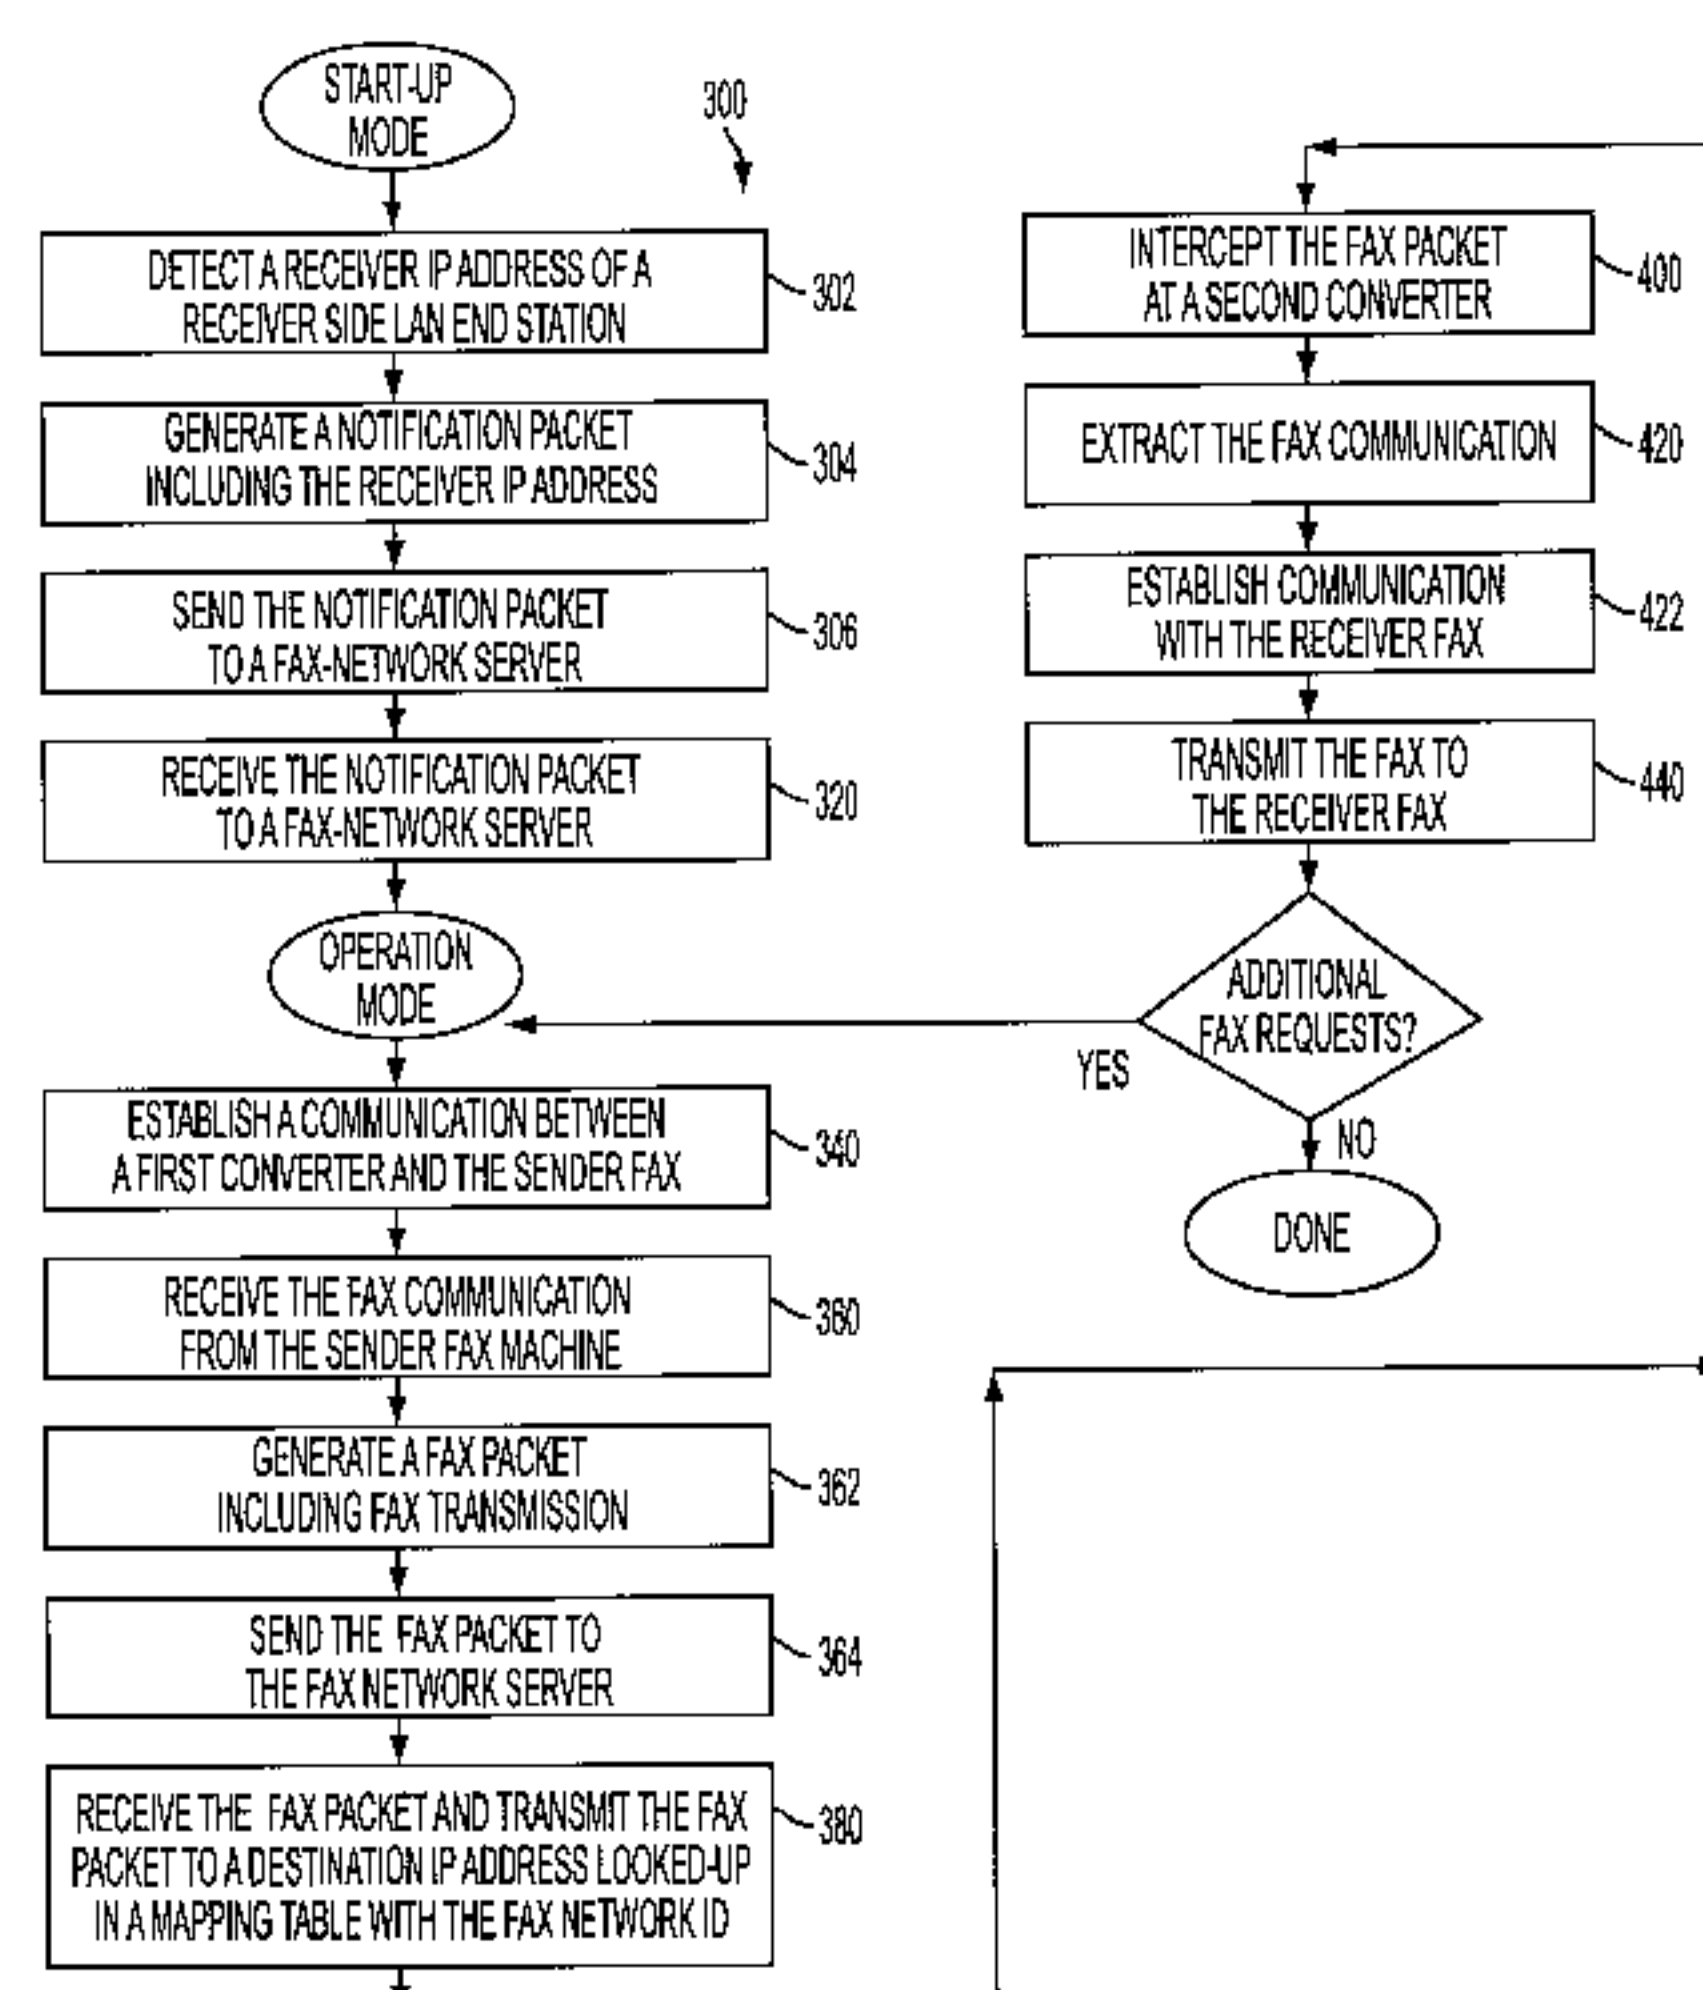 START-UP
MODE
300
DETECT A RECEIVER IP ADDRESS OF A
RECEIVER SIDE LAN END STATION
302
GENERATE A NOTIFICATION PACKET
INCLUDING THE RECEIVER IP ADDRESS
304
SEND THE NOTIFICATION PACKET
TO A FAX-NETWORK SERVER
306
RECEIVE THE NOTIFICATION PACKET
TO A FAX-NETWORK SERVER
320
OPERATION
MODE
ESTABLISH A COMMUNICATION BETWEEN
A FIRST CONVERTER AND THE SENDER FAX
340
RECEIVE THE FAX COMMUNICATION
FROM THE SENDER FAX MACHINE
360
GENERATE A FAX PACKET
INCLUDING FAX TRANSMISSION
362
SEND THE FAX PACKET TO
THE FAX NETWORK SERVER
364
RECEIVE THE FAX PACKET AND TRANSMIT THE FAX
PACKET TO A DESTINATION IP ADDRESS LOOKED-UP
IN A MAPPING TABLE WITH THE FAX NETWORK ID
380
INTERCEPT THE FAX PACKET
AT A SECOND CONVERTER
400
EXTRACT THE FAX COMMUNICATION
420
ESTABLISH COMMUNICATION
WITH THE RECEIVER FAX
422
TRANSMIT THE FAX TO
THE RECEIVER FAX
440
ADDITIONAL
FAX REQUESTS?
YES
NO
DONE